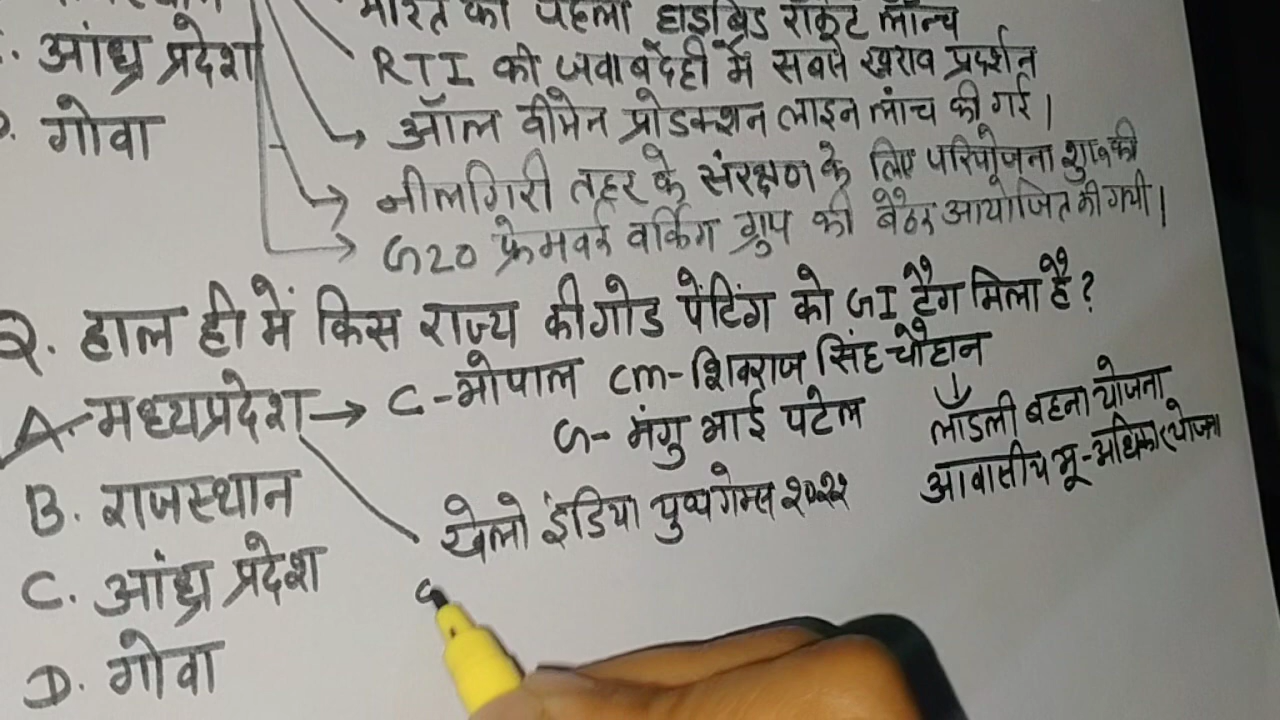 भारत का पहला हाइब्रिड रॉकेट लॉन्च
C. आंध्र प्रदेश
RTI की जवाबदेही में सबसे खराब प्रदर्शन
D. गोवा
ऑल वीमेन प्रोडक्शन लाइन लांच की गई।
नीलगिरी तहर के संरक्षण के लिए परियोजना शुरू की
G20 फ्रेमवर्क वर्किंग ग्रुप की बैठक आयोजित की गयी।
2. हाल ही में किस राज्य की गोंड पेंटिंग को GI टैग मिला है?
A. मध्यप्रदेश → C-भोपाल CM-शिवराज सिंह चौहान
G- मंगु भाई पटेल
लाडली बहना योजना
आवासीय भू-अधिकार योजना
B. राजस्थान
खेलो इंडिया युथ गेम्स २०२२
C. आंध्र प्रदेश
D. गोवा